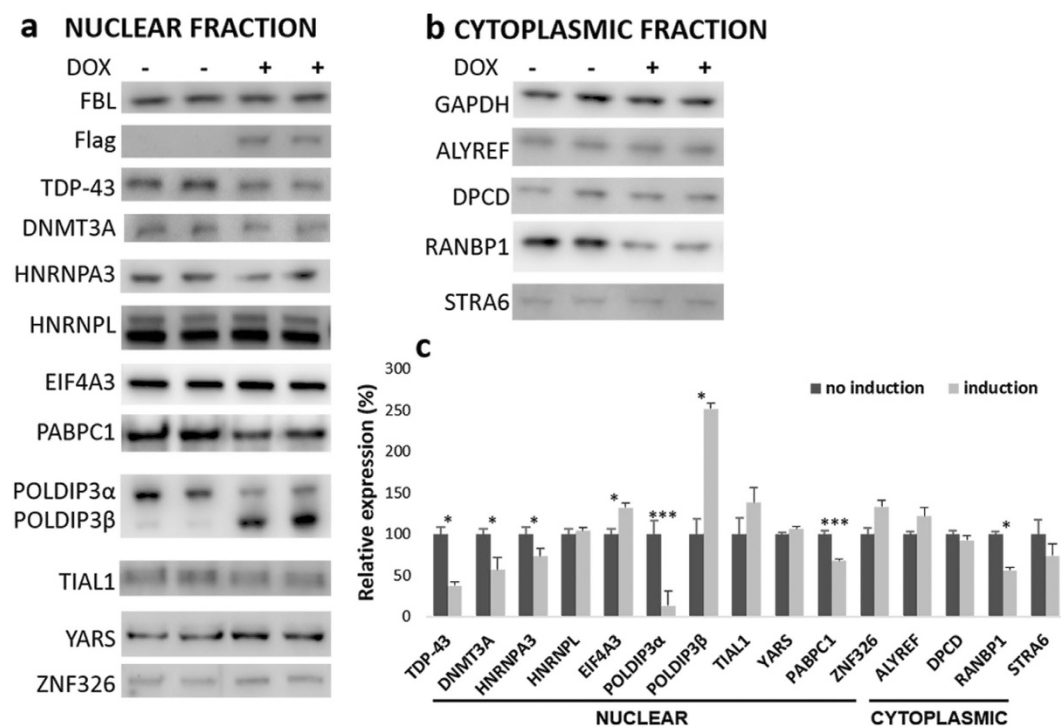 a NUCLEAR FRACTION
DOX - - + +
FBL
Flag
TDP-43
DNMT3A
HNRNPA3
HNRNPL
EIF4A3
PABPC1
POLDIP3α
POLDIP3β
TIAL1
YARS
ZNF326
b CYTOPLASMIC FRACTION
DOX - - + +
GAPDH
ALYREF
DPCD
RANBP1
STRA6
c
Relative expression (%)
300
250
200
150
100
50
0
no induction induction
* * * * *** * *** *
TDP-43 DNMT3A HNRNPA3 HNRNPL EIF4A3 POLDIP3α POLDIP3β TIAL1 YARS PABPC1 ZNF326 ALYREF DPCD RANBP1 STRA6
NUCLEAR CYTOPLASMIC